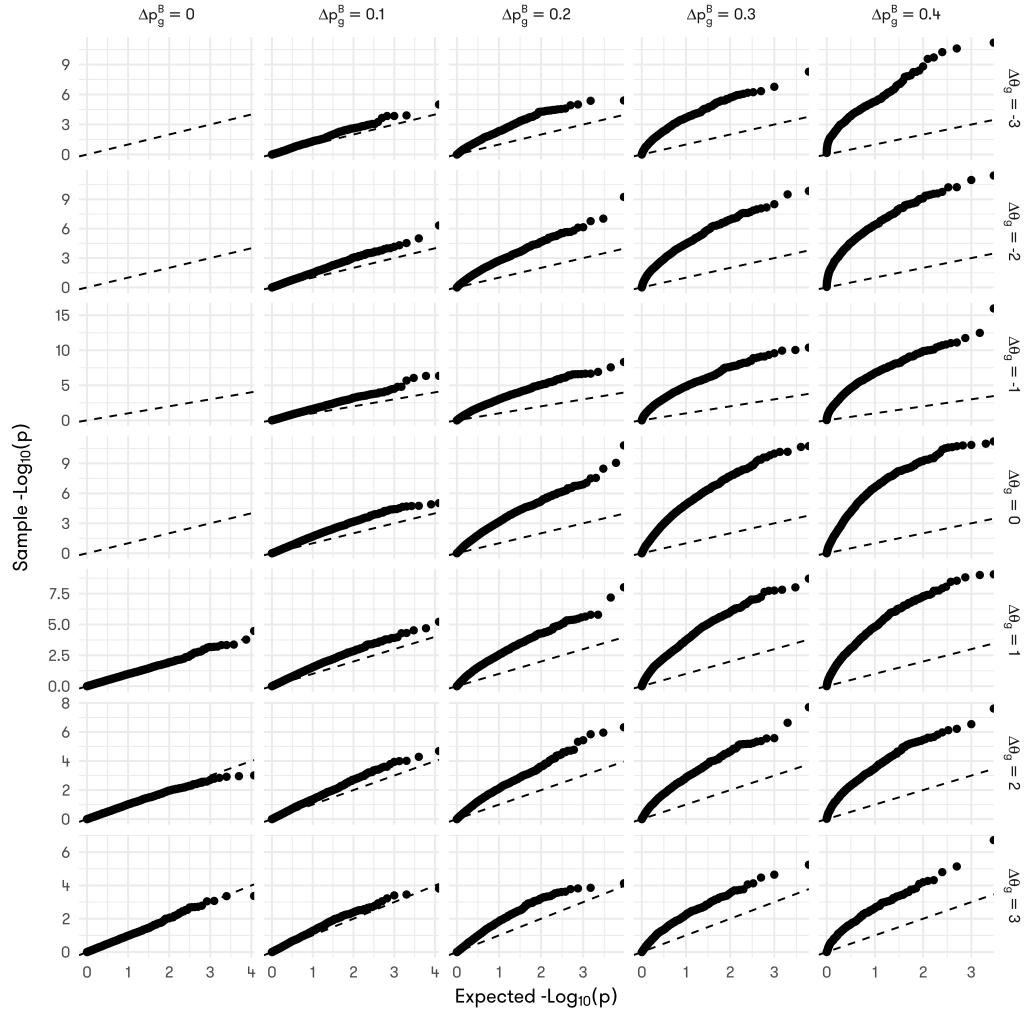 Δp_g^B = 0 Δp_g^B = 0.1 Δp_g^B = 0.2 Δp_g^B = 0.3 Δp_g^B = 0.4
9
6
3
0
Δθ_g = -3
9
6
3
0
Δθ_g = -2
15
10
5
0
Δθ_g = -1
9
6
3
0
Δθ_g = 0
7.5
5.0
2.5
0.0
Δθ_g = 1
8
6
4
2
0
Δθ_g = 2
6
4
2
0
Δθ_g = 3
0 1 2 3 4 0 1 2 3 4 0 1 2 3 0 1 2 3 0 1 2 3
Sample -Log₁₀(p)
Expected -Log₁₀(p)